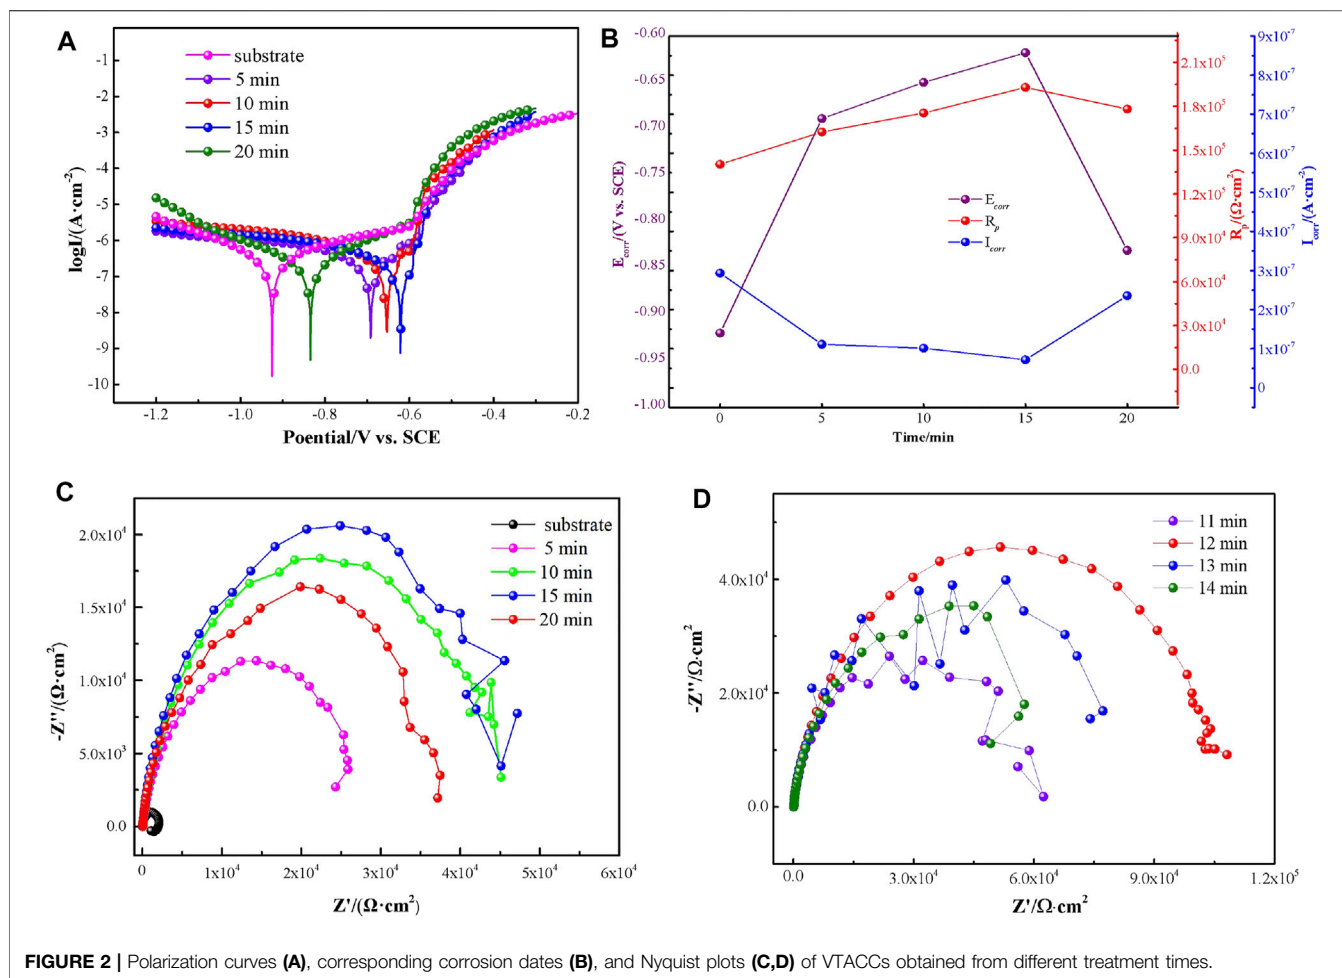 A
substrate
5 min
10 min
15 min
20 min
-1
-2
-3
-4
-5
-6
-7
-8
-9
-10
logI/(A·cm⁻²)
-1.2 -1.0 -0.8 -0.6 -0.4 -0.2
Poential/V vs. SCE
B
-0.60
-0.65
-0.70
-0.75
-0.80
-0.85
-0.90
-0.95
-1.00
E_corr/(V vs. SCE)
E_corr
R_p
I_corr
0 5 10 15 20
Time/min
2.1x10⁵
1.8x10⁵
1.5x10⁵
1.2x10⁵
9.0x10⁴
6.0x10⁴
3.0x10⁴
0.0
R_p/(Ω·cm²)
9x10⁻⁷
8x10⁻⁷
7x10⁻⁷
6x10⁻⁷
5x10⁻⁷
4x10⁻⁷
3x10⁻⁷
2x10⁻⁷
1x10⁻⁷
0
I_corr/(A·cm⁻²)
C
substrate
5 min
10 min
15 min
20 min
2.0x10⁴
1.5x10⁴
1.0x10⁴
5.0x10³
0.0
-Z''/(Ω·cm²)
0 1x10⁴ 2x10⁴ 3x10⁴ 4x10⁴ 5x10⁴ 6x10⁴
Z'/(Ω·cm²)
D
11 min
12 min
13 min
14 min
4.0x10⁴
2.0x10⁴
0.0
-Z''/Ω·cm²
0.0 3.0x10⁴ 6.0x10⁴ 9.0x10⁴ 1.2x10⁵
Z'/Ω·cm²
FIGURE 2 | Polarization curves (A), corresponding corrosion dates (B), and Nyquist plots (C,D) of VTACCs obtained from different treatment times.